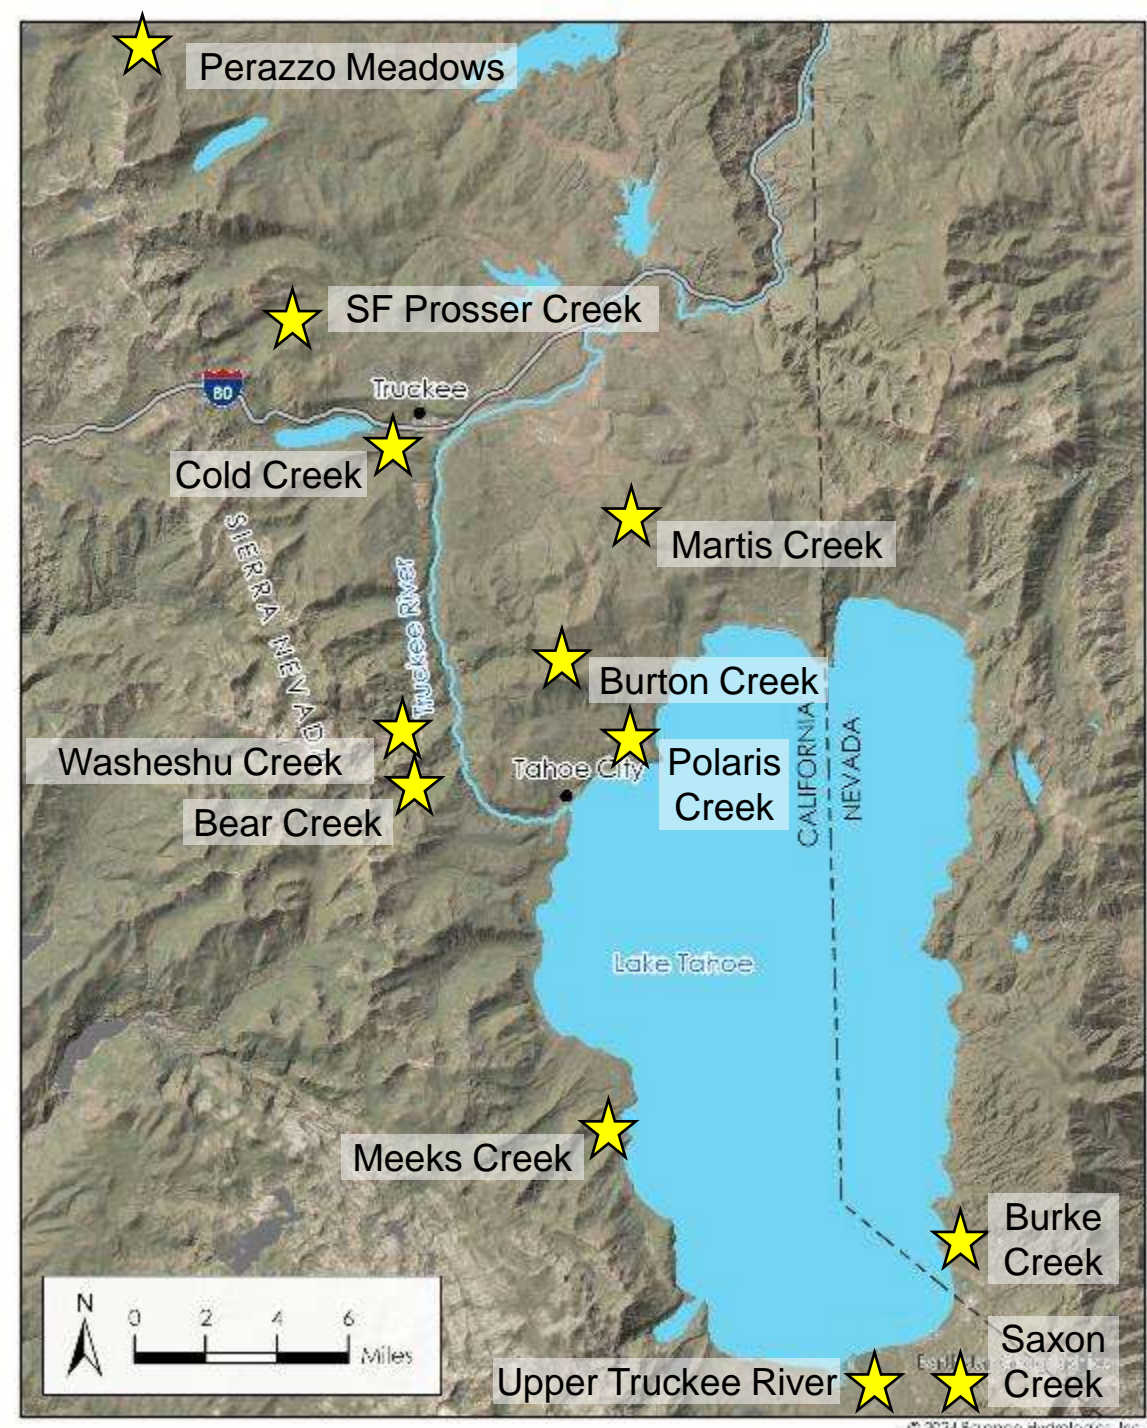 Perazzo Meadows
SF Prosser Creek
80
Truckee
Cold Creek
SIERRA NEVADA
Truckee River
Martis Creek
Burton Creek
Washeshu Creek
Bear Creek
Tahoe City
Polaris
Creek
CALIFORNIA
NEVADA
Lake Tahoe
Meeks Creek
Burke
Creek
Saxon
Creek
Upper Truckee River
N
0 2 4 6
Miles